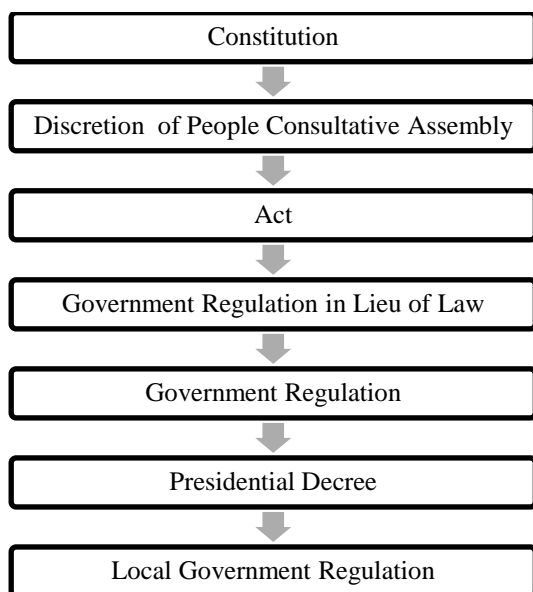 Constitution
Discretion of People Consultative Assembly
Act
Government Regulation in Lieu of Law
Government Regulation
Presidential Decree
Local Government Regulation